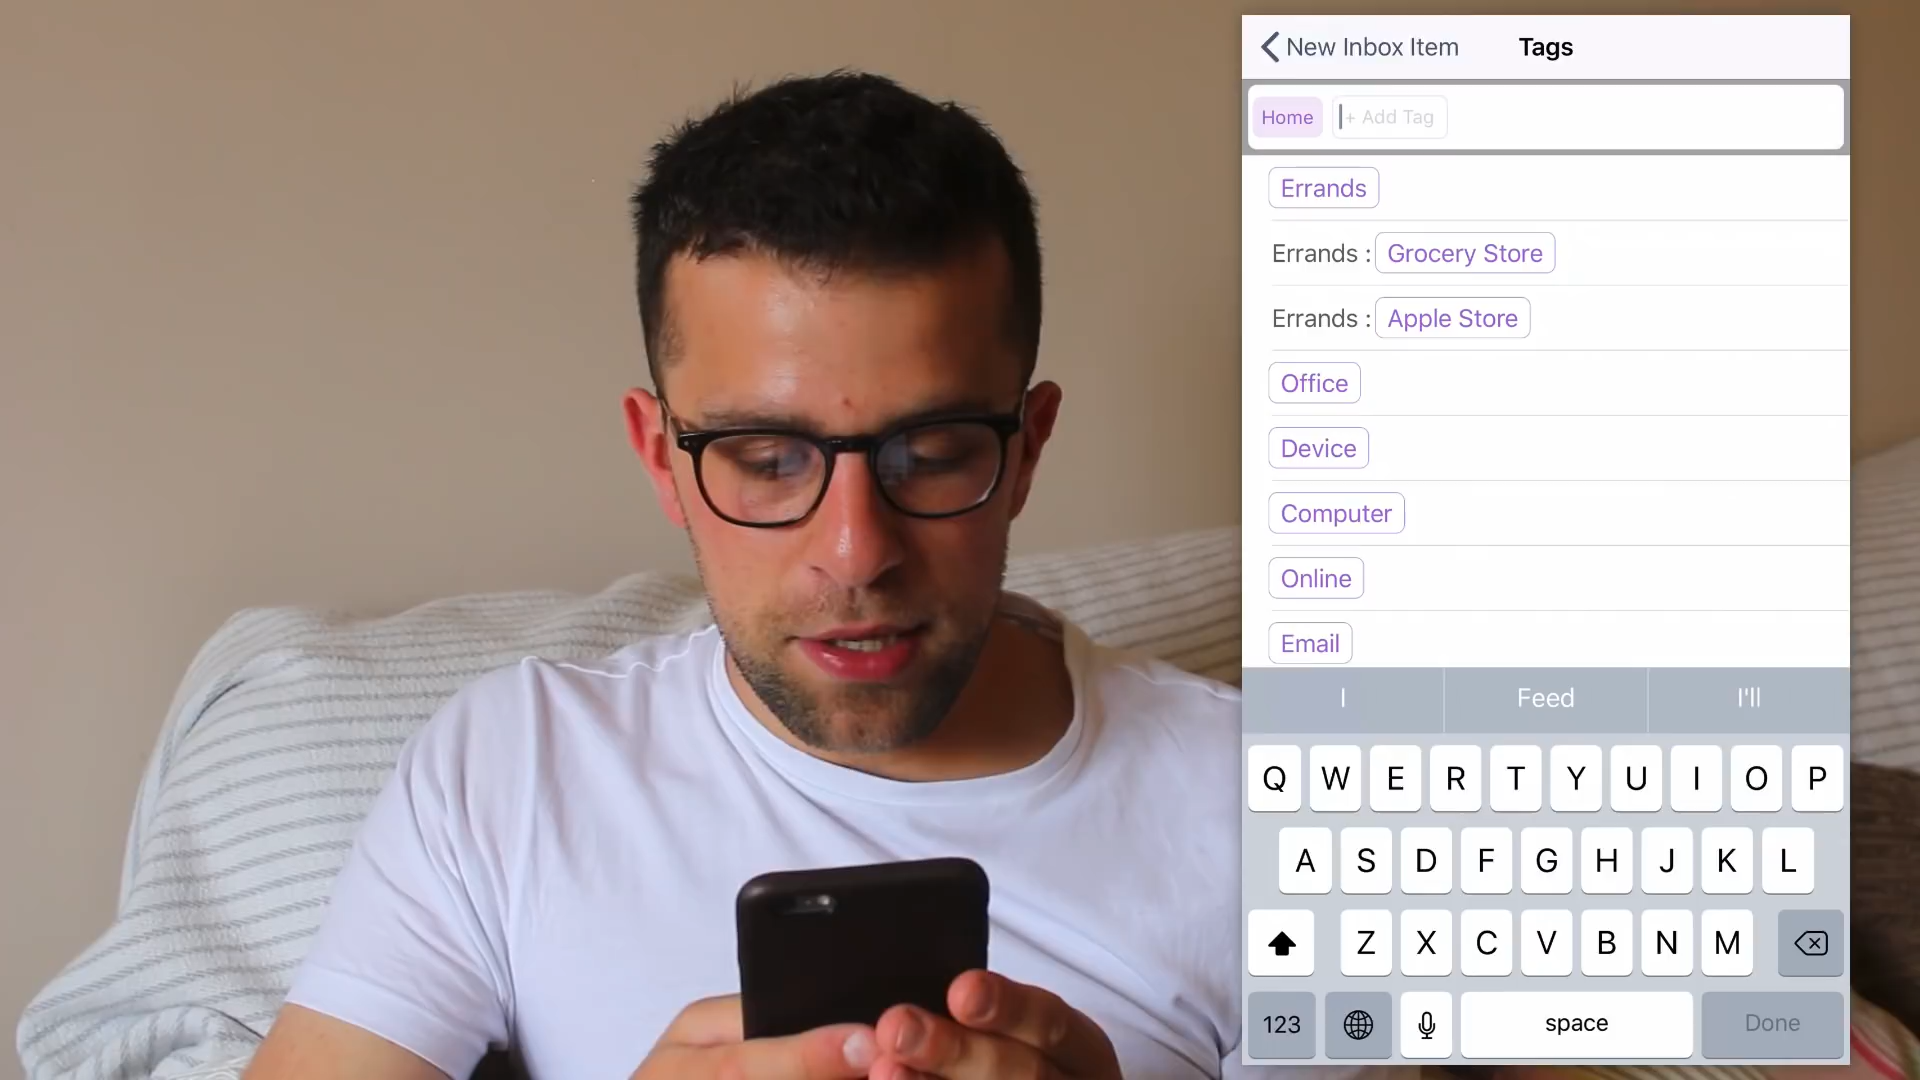 New Inbox Item Tags
Home + Add Tag
Errands
Errands : Grocery Store
Errands : Apple Store
Office
Device
Computer
Online
Email
I Feed I'll
Q W E R T Y U I O P
A S D F G H J K L
Z X C V B N M
123 space Done